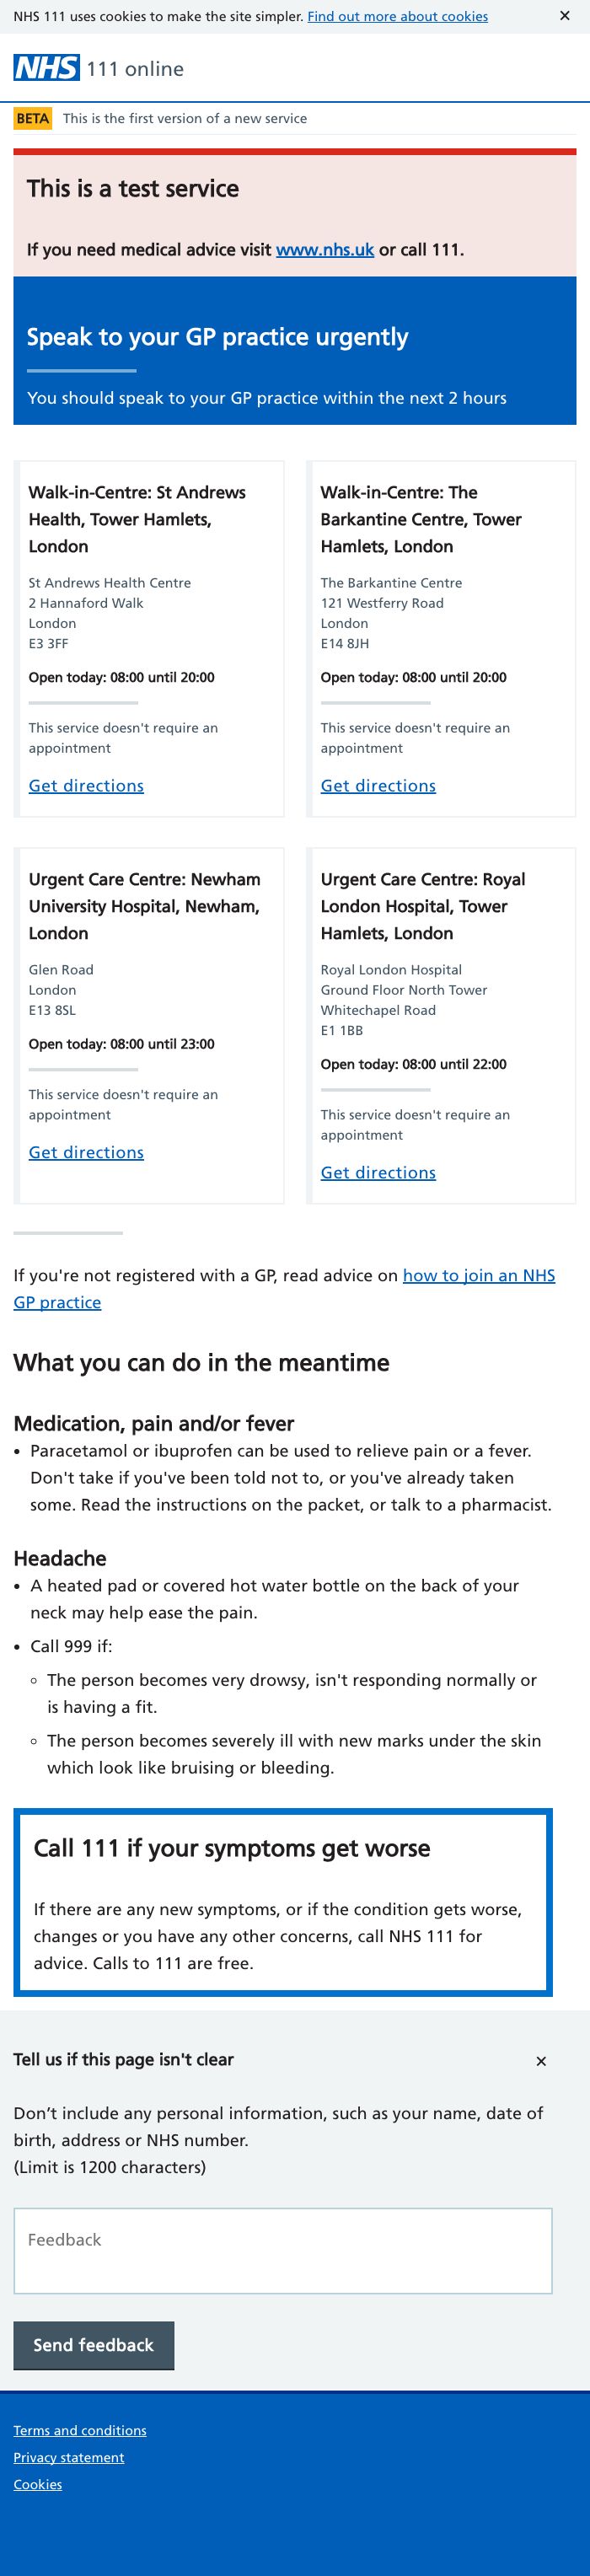 NHS 111 uses cookies to make the site simpler. Find out more about cookies ✕
NHS 111 online
BETA This is the first version of a new service
This is a test service
If you need medical advice visit www.nhs.uk or call 111.
Speak to your GP practice urgently
You should speak to your GP practice within the next 2 hours
Walk-in-Centre: St Andrews
Health, Tower Hamlets,
London
St Andrews Health Centre
2 Hannaford Walk
London
E3 3FF
Open today: 08:00 until 20:00
This service doesn't require an
appointment
Get directions
Walk-in-Centre: The
Barkantine Centre, Tower
Hamlets, London
The Barkantine Centre
121 Westferry Road
London
E14 8JH
Open today: 08:00 until 20:00
This service doesn't require an
appointment
Get directions
Urgent Care Centre: Newham
University Hospital, Newham,
London
Glen Road
London
E13 8SL
Open today: 08:00 until 23:00
This service doesn't require an
appointment
Get directions
Urgent Care Centre: Royal
London Hospital, Tower
Hamlets, London
Royal London Hospital
Ground Floor North Tower
Whitechapel Road
E1 1BB
Open today: 08:00 until 22:00
This service doesn't require an
appointment
Get directions
If you're not registered with a GP, read advice on how to join an NHS
GP practice
What you can do in the meantime
Medication, pain and/or fever
• Paracetamol or ibuprofen can be used to relieve pain or a fever.
Don't take if you've been told not to, or you've already taken
some. Read the instructions on the packet, or talk to a pharmacist.
Headache
• A heated pad or covered hot water bottle on the back of your
neck may help ease the pain.
• Call 999 if:
◦ The person becomes very drowsy, isn't responding normally or
is having a fit.
◦ The person becomes severely ill with new marks under the skin
which look like bruising or bleeding.
Call 111 if your symptoms get worse
If there are any new symptoms, or if the condition gets worse,
changes or you have any other concerns, call NHS 111 for
advice. Calls to 111 are free.
Tell us if this page isn't clear ✕
Don’t include any personal information, such as your name, date of
birth, address or NHS number.
(Limit is 1200 characters)
Feedback
Send feedback
Terms and conditions
Privacy statement
Cookies